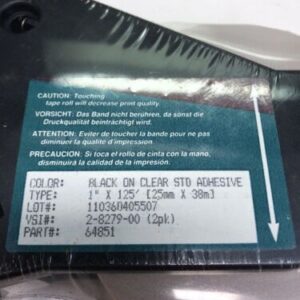 CAUTION: Touching
tape roll will decrease print quality.
VORSICHT: Das Band nicht berühren, da sonst die
Druckqualität beinträchtigt wird.
ATTENTION: Eviter de toucher la bande pour ne pas
diminuer la qualité d'impression.
PRECAUCION: Si toca el rollo de cinta con la mano,
disminuirá la calidad de la impresión.
COLOR: BLACK ON CLEAR STD ADHESIVE
TYPE: 1" X 125' [25mm X 38m]
LOT#: 110360405507
VSI#: 2-8279-00 (2pk)
PART#: 64851